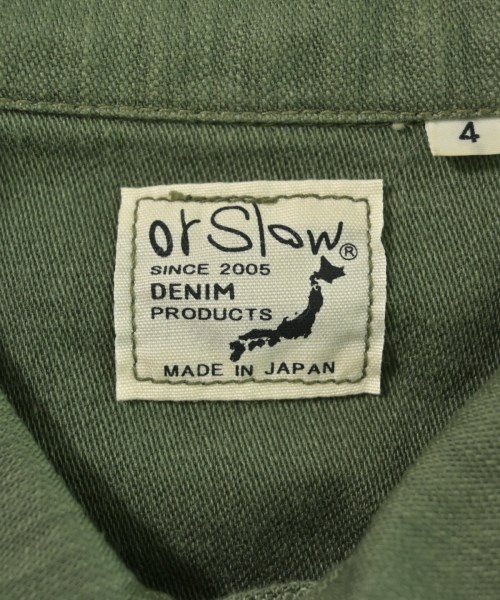 4
orSlow®
SINCE 2005
DENIM
PRODUCTS
MADE IN JAPAN